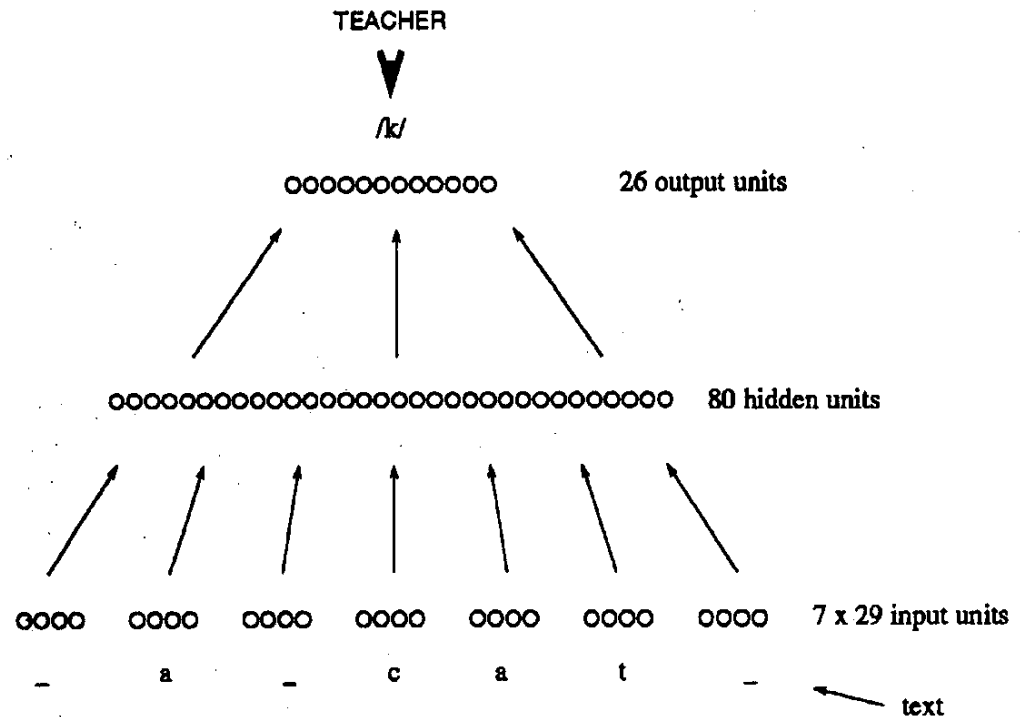 TEACHER
/k/
26 output units
80 hidden units
7 x 29 input units
_ a _ c a t _
text